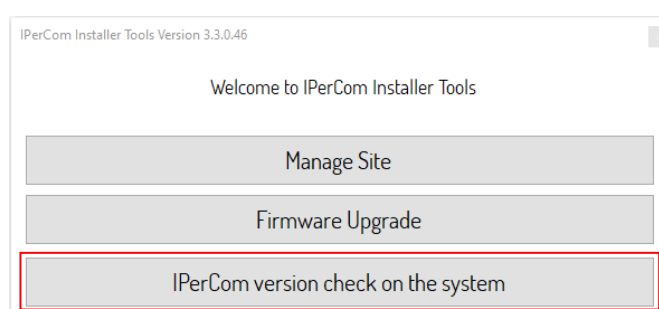 IPerCom Installer Tools Version 3.3.0.46
Welcome to IPerCom Installer Tools
Manage Site
Firmware Upgrade
IPerCom version check on the system